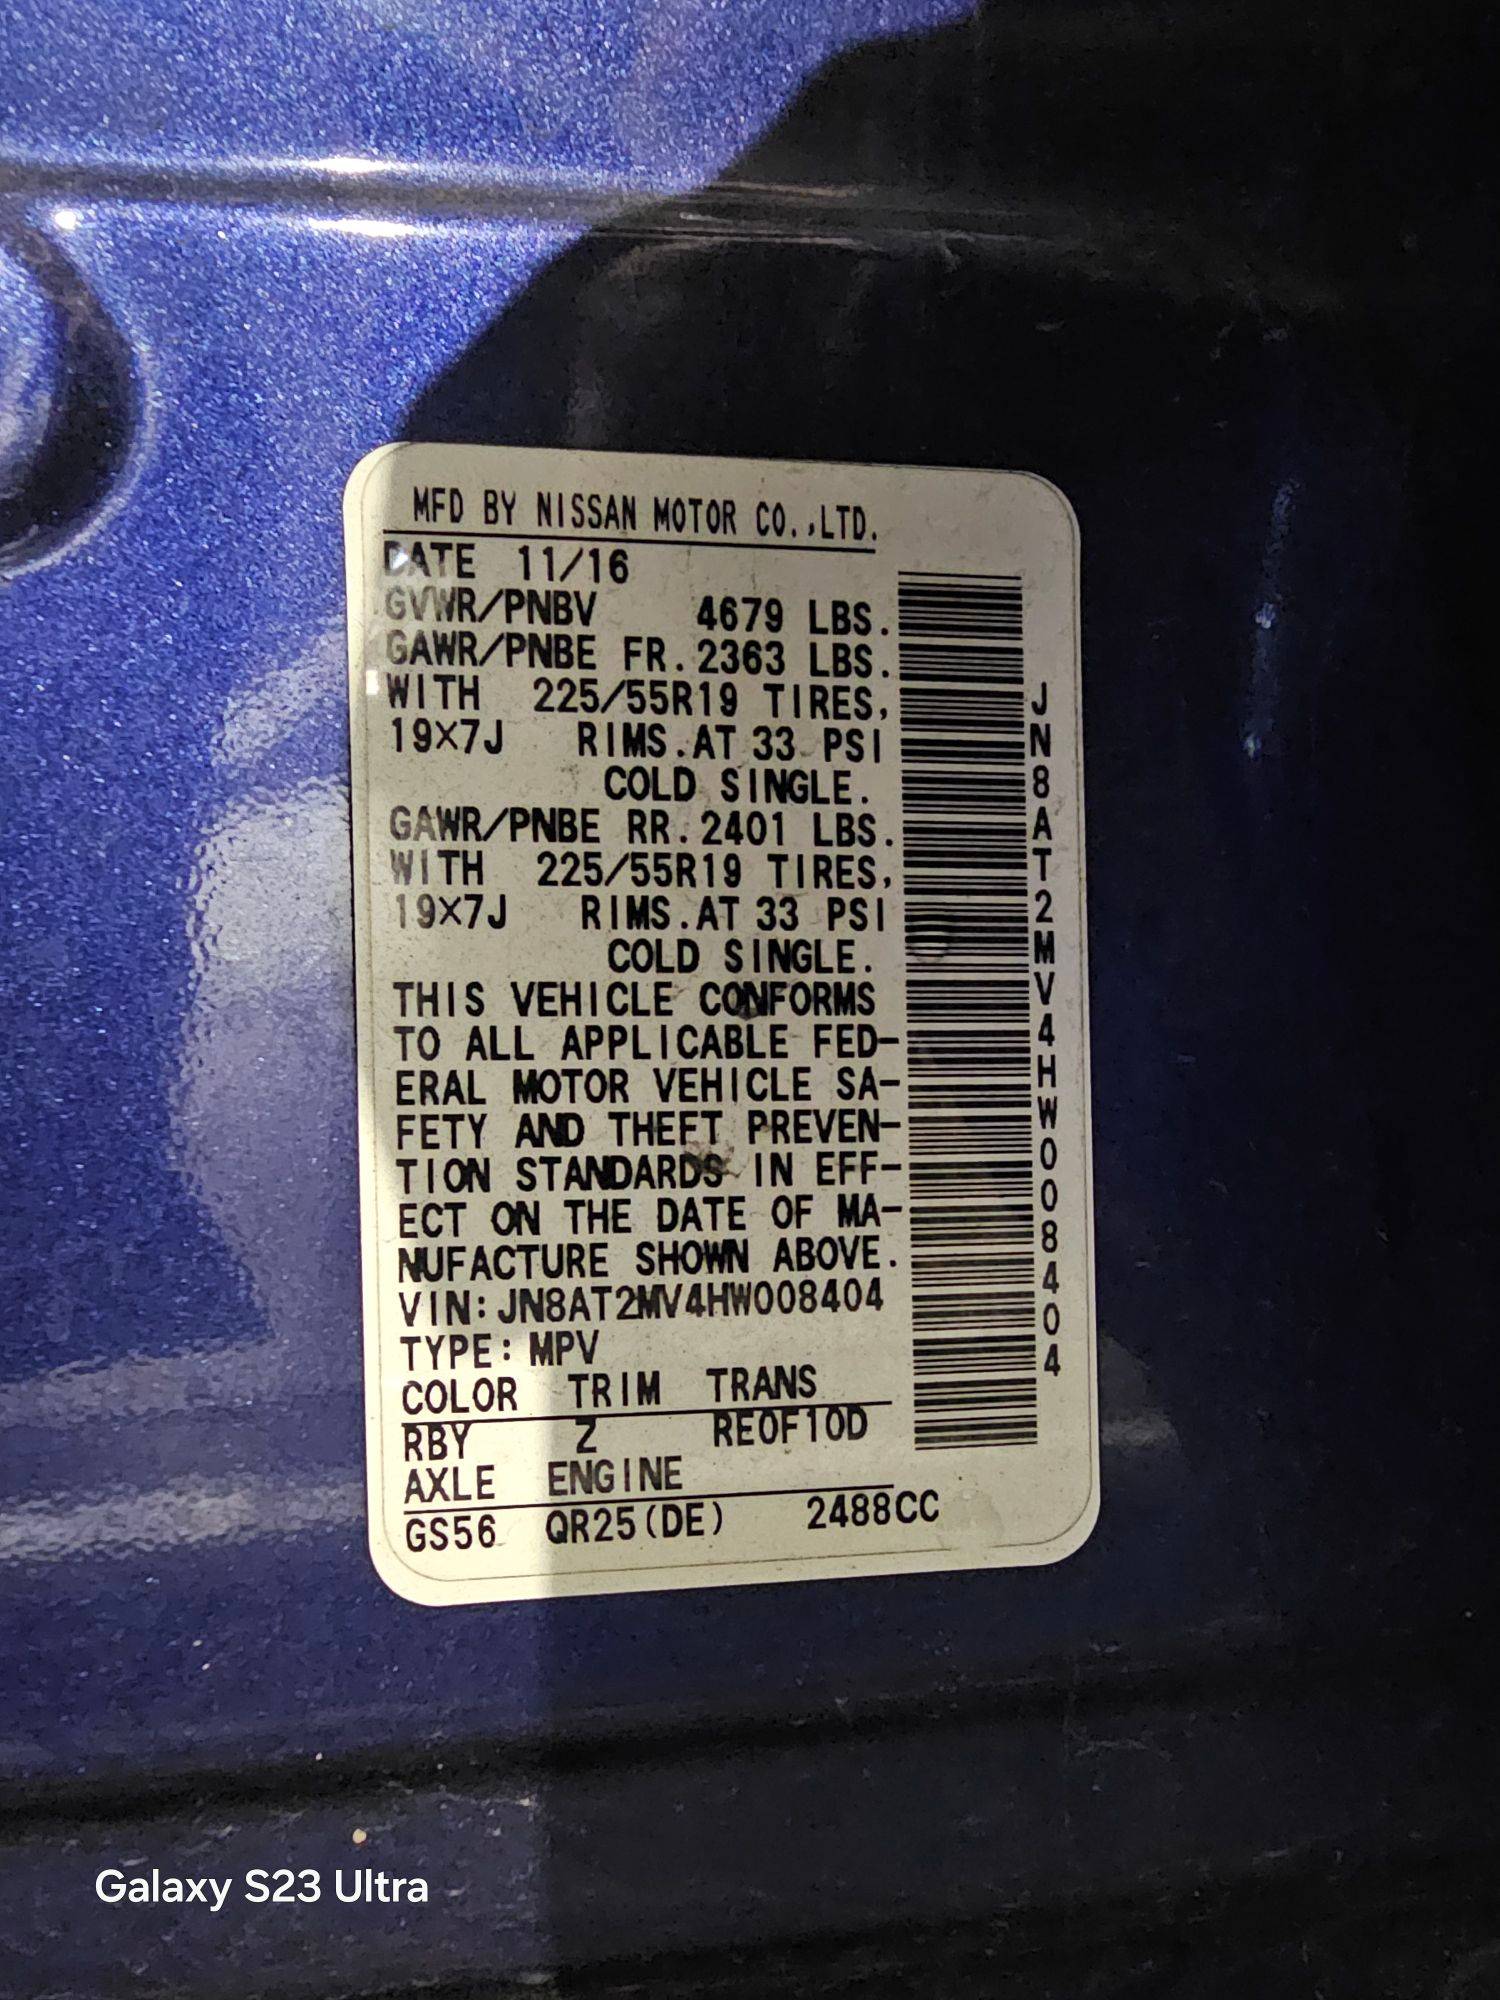 MFD BY NISSAN MOTOR CO.,LTD.
DATE 11/16
GVWR/PNBV 4679 LBS.
GAWR/PNBE FR. 2363 LBS.
WITH 225/55R19 TIRES,
19×7J RIMS.AT 33 PSI
COLD SINGLE.
GAWR/PNBE RR. 2401 LBS.
WITH 225/55R19 TIRES,
19×7J RIMS.AT 33 PSI
COLD SINGLE.
THIS VEHICLE CONFORMS
TO ALL APPLICABLE FED-
ERAL MOTOR VEHICLE SA-
FETY AND THEFT PREVEN-
TION STANDARDS IN EFF-
ECT ON THE DATE OF MA-
NUFACTURE SHOWN ABOVE.
VIN: JN8AT2MV4HW008404
TYPE: MPV
COLOR TRIM TRANS
RBY Z RE0F10D
AXLE ENGINE
GS56 QR25(DE) 2488CC
JN8AT2MV4HW008404
Galaxy S23 Ultra